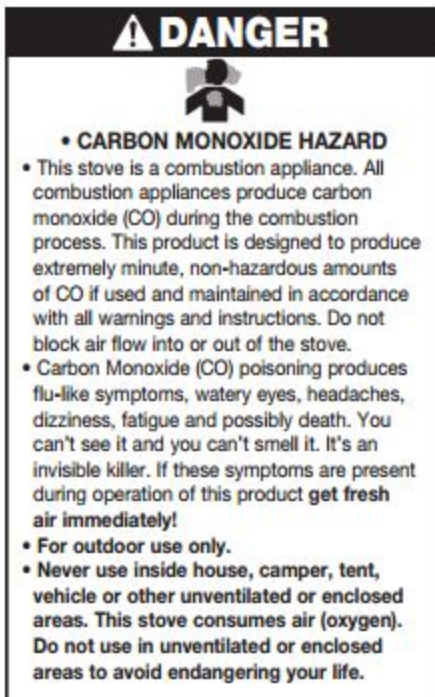 ⚠ DANGER
• CARBON MONOXIDE HAZARD
• This stove is a combustion appliance. All
combustion appliances produce carbon
monoxide (CO) during the combustion
process. This product is designed to produce
extremely minute, non-hazardous amounts
of CO if used and maintained in accordance
with all warnings and instructions. Do not
block air flow into or out of the stove.
• Carbon Monoxide (CO) poisoning produces
flu-like symptoms, watery eyes, headaches,
dizziness, fatigue and possibly death. You
can't see it and you can't smell it. It's an
invisible killer. If these symptoms are present
during operation of this product get fresh
air immediately!
• For outdoor use only.
• Never use inside house, camper, tent,
vehicle or other unventilated or enclosed
areas. This stove consumes air (oxygen).
Do not use in unventilated or enclosed
areas to avoid endangering your life.